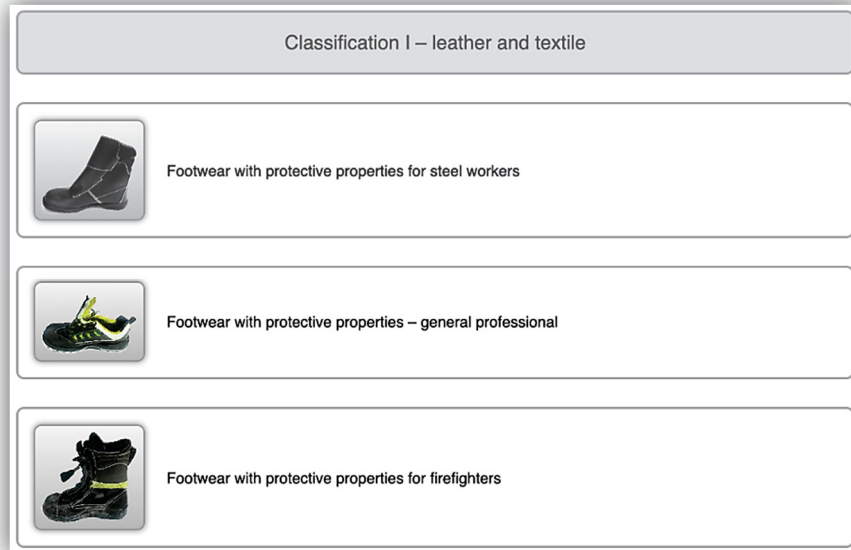 Classification I – leather and textile
Footwear with protective properties for steel workers
Footwear with protective properties – general professional
Footwear with protective properties for firefighters